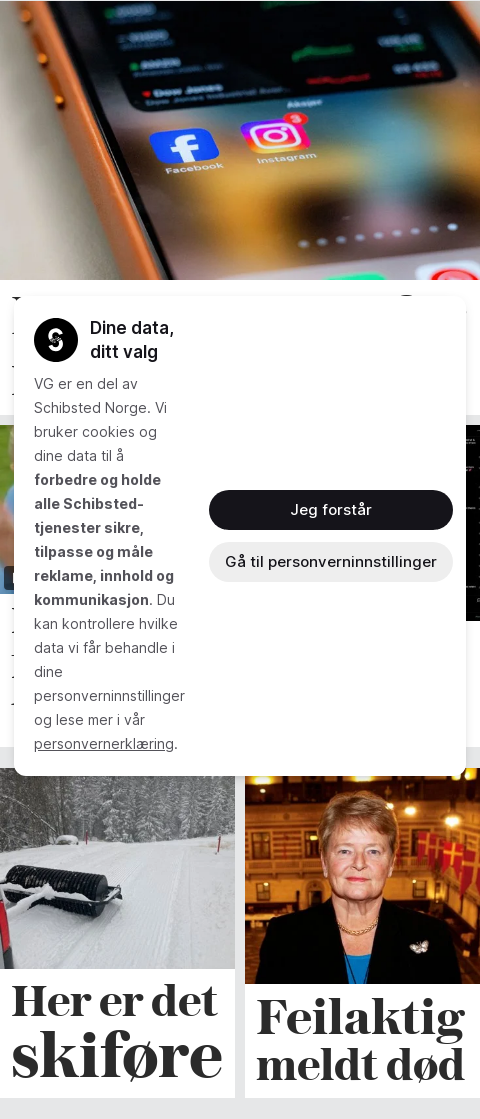 Dow Jones
Aksjer
3
Facebook
Instagram
Dine data,
ditt valg
VG er en del av
Schibsted Norge. Vi
bruker cookies og
dine data til å
forbedre og holde
alle Schibsted-
tjenester sikre,
tilpasse og måle
reklame, innhold og
kommunikasjon. Du
kan kontrollere hvilke
data vi får behandle i
dine
personverninnstillinger
og lese mer i vår
personvernerklæring.
Jeg forstår
Gå til personverninnstillinger
Her er det
skiføre
Feilaktig
meldt død